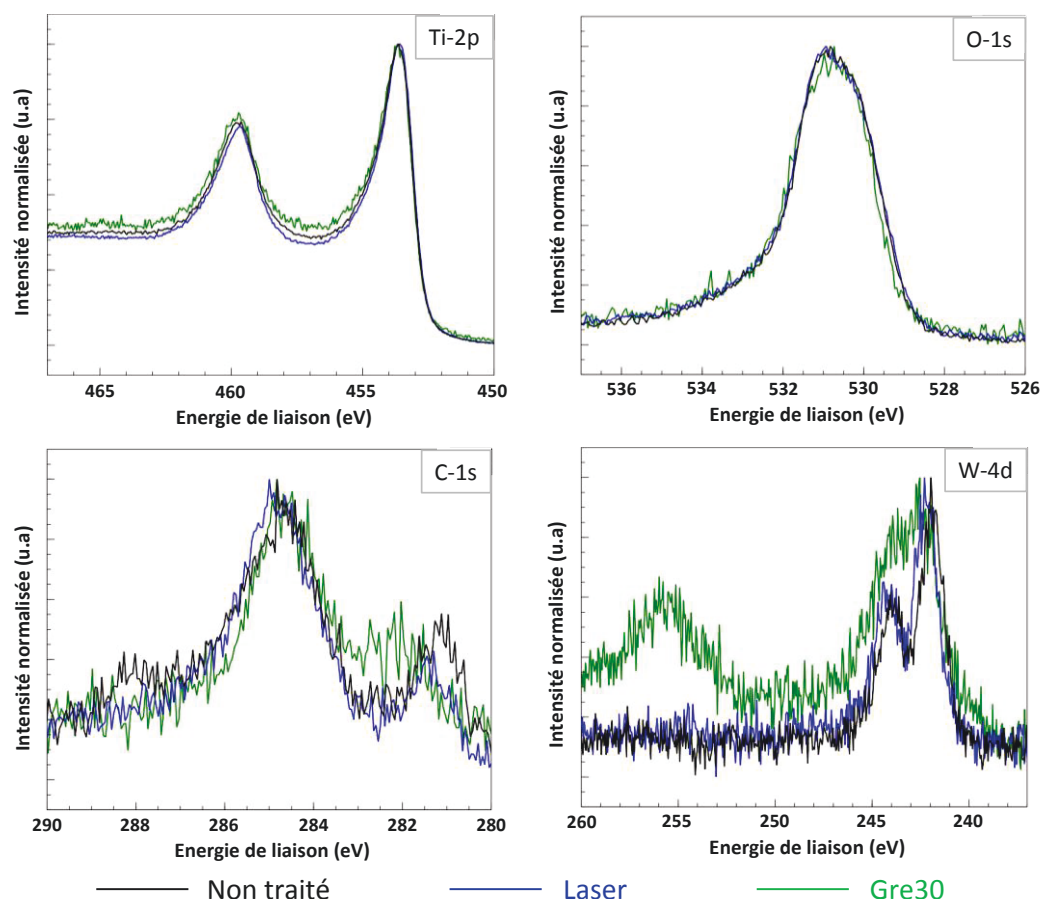 Ti-2p
Intensité normalisée (u.a)
465 460 455 450
Energie de liaison (eV)
O-1s
Intensité normalisée (u.a)
536 534 532 530 528 526
Energie de liaison (eV)
C-1s
Intensité normalisée (u.a)
290 288 286 284 282 280
Energie de liaison (eV)
W-4d
Intensité normalisée (u.a)
260 255 250 245 240
Energie de liaison (eV)
Non traité Laser Gre30